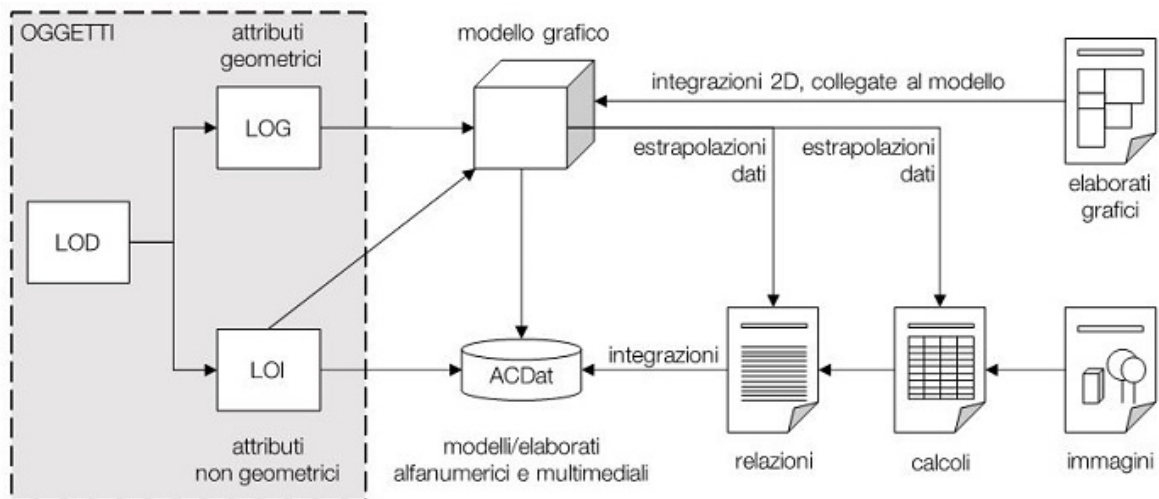 OGGETTI
attributi
geometrici
modello grafico
integrazioni 2D, collegate al modello
LOG
estrapolazioni
dati
estrapolazioni
dati
elaborati
grafici
LOD
LOI
ACDat
integrazioni
attributi
non geometrici
modelli/elaborati
alfanumerici e multimediali
relazioni
calcoli
immagini